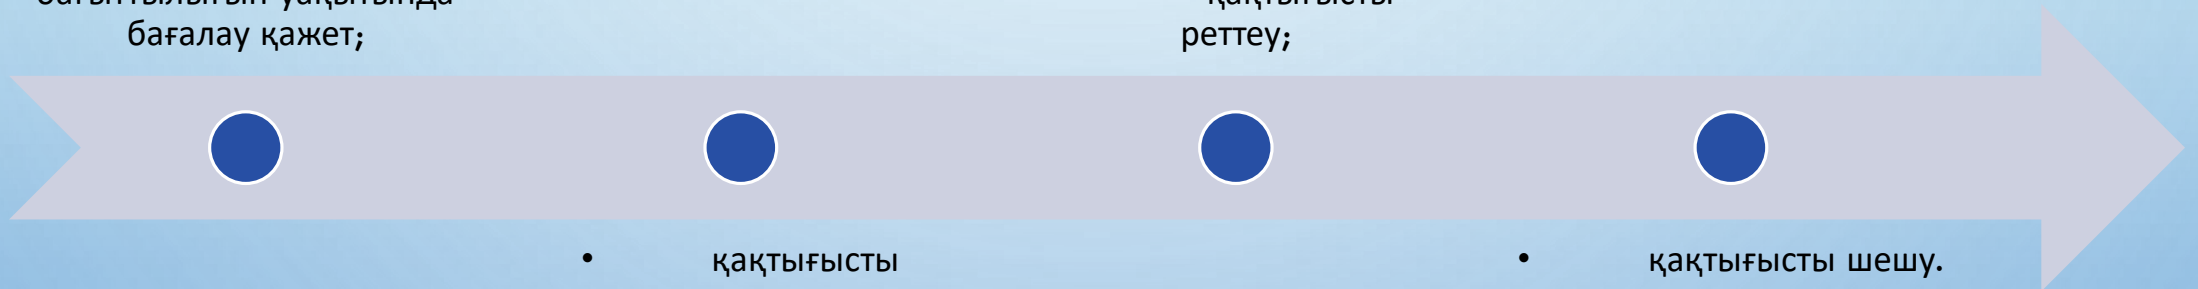 бағалау қажет;
реттеу;
• қақтығысты
• қақтығысты шешу.